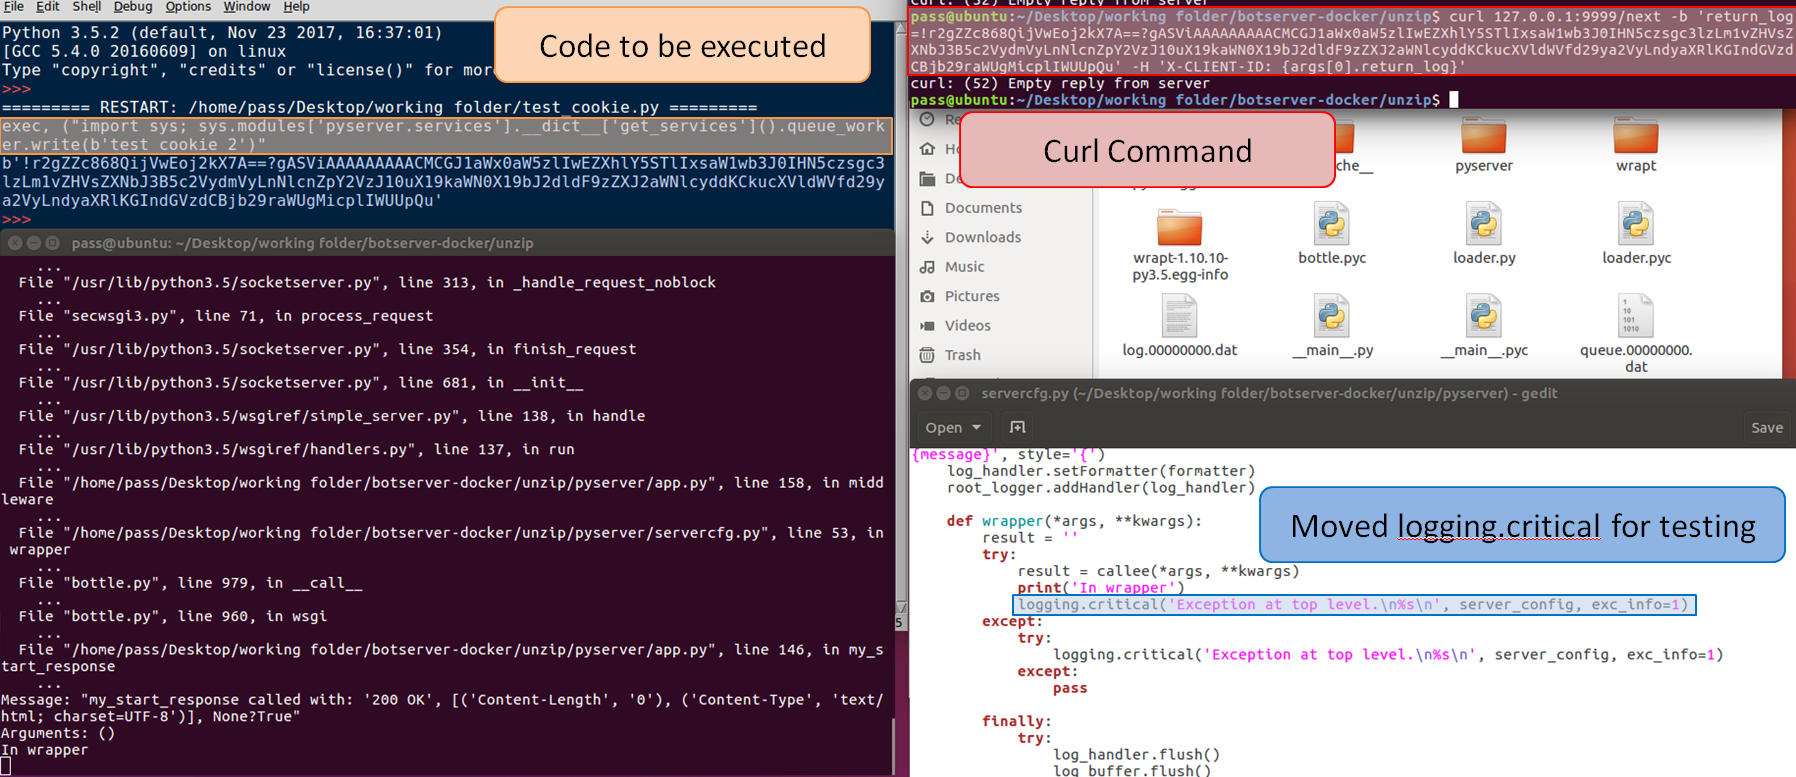 File Edit Shell Debug Options Window Help
Python 3.5.2 (default, Nov 23 2017, 16:37:01)
[GCC 5.4.0 20160609] on linux
Type "copyright", "credits" or "license()" for mor
>>>
========= RESTART: /home/pass/Desktop/working folder/test_cookie.py =========
exec, ("import sys; sys.modules['pyserver.services'].__dict__['get_services']().queue_work
er.write(b'test cookie 2')"
b'!r2gZZc868QijVwEoj2kX7A==?gASViAAAAAAAAACMCGJ1aWx0aW5zlIwEZXhlY5STlIxsaW1wb3J0IHN5czsgc3
lzLm1vZHVsZXNbJ3B5c2VydmVyLnNlcnZpY2VzJ10uX19kaWN0X19bJ2dldF9zZXJ2aWNlcyddKCkucXVldWVfd29y
a2VyLndyaXRlKGIndGVzdCBjb29raWUgMicplIWUUpQu'
>>>
Code to be executed
pass@ubuntu: ~/Desktop/working folder/botserver-docker/unzip
...
File "/usr/lib/python3.5/socketserver.py", line 313, in _handle_request_noblock
...
File "secwsgi3.py", line 71, in process_request
...
File "/usr/lib/python3.5/socketserver.py", line 354, in finish_request
...
File "/usr/lib/python3.5/socketserver.py", line 681, in __init__
...
File "/usr/lib/python3.5/wsgiref/simple_server.py", line 138, in handle
...
File "/usr/lib/python3.5/wsgiref/handlers.py", line 137, in run
...
File "/home/pass/Desktop/working folder/botserver-docker/unzip/pyserver/app.py", line 158, in midd
leware
...
File "/home/pass/Desktop/working folder/botserver-docker/unzip/pyserver/servercfg.py", line 53, in
wrapper
...
File "bottle.py", line 979, in __call__
...
File "bottle.py", line 960, in wsgi
...
File "/home/pass/Desktop/working folder/botserver-docker/unzip/pyserver/app.py", line 146, in my_s
tart_response
...
Message: "my_start_response called with: '200 OK', [('Content-Length', '0'), ('Content-Type', 'text/
html; charset=UTF-8')], None?True"
Arguments: ()
In wrapper
5
curl: (52) Empty reply from server
pass@ubuntu:~/Desktop/working folder/botserver-docker/unzip$ curl 127.0.0.1:9999/next -b 'return_log
=!r2gZZc868QijVwEoj2kX7A==?gASViAAAAAAAAACMCGJ1aWx0aW5zlIwEZXhlY5STlIxsaW1wb3J0IHN5czsgc3lzLm1vZHVsZ
XNbJ3B5c2VydmVyLnNlcnZpY2VzJ10uX19kaWN0X19bJ2dldF9zZXJ2aWNlcyddKCkucXVldWVfd29ya2VyLndyaXRlKGIndGVzd
CBjb29raWUgMicplIWUUpQu' -H 'X-CLIENT-ID: {args[0].return_log}'
curl: (52) Empty reply from server
pass@ubuntu:~/Desktop/working folder/botserver-docker/unzip$
Curl Command
Re
Ho
De
Documents
Downloads
Music
Pictures
Videos
Trash
che__
pyserver
wrapt
wrapt-1.10.10-
py3.5.egg-info
bottle.pyc
loader.py
loader.pyc
log.00000000.dat
__main__.py
__main__.pyc
queue.00000000.
dat
servercfg.py (~/Desktop/working folder/botserver-docker/unzip/pyserver) - gedit
Open
Save
{message}', style='{')
log_handler.setFormatter(formatter)
root_logger.addHandler(log_handler)
def wrapper(*args, **kwargs):
result = ''
try:
result = callee(*args, **kwargs)
print('In wrapper')
logging.critical('Exception at top level.\n%s\n', server_config, exc_info=1)
except:
try:
logging.critical('Exception at top level.\n%s\n', server_config, exc_info=1)
except:
pass
finally:
try:
log_handler.flush()
log_buffer.flush()
Moved logging.critical for testing